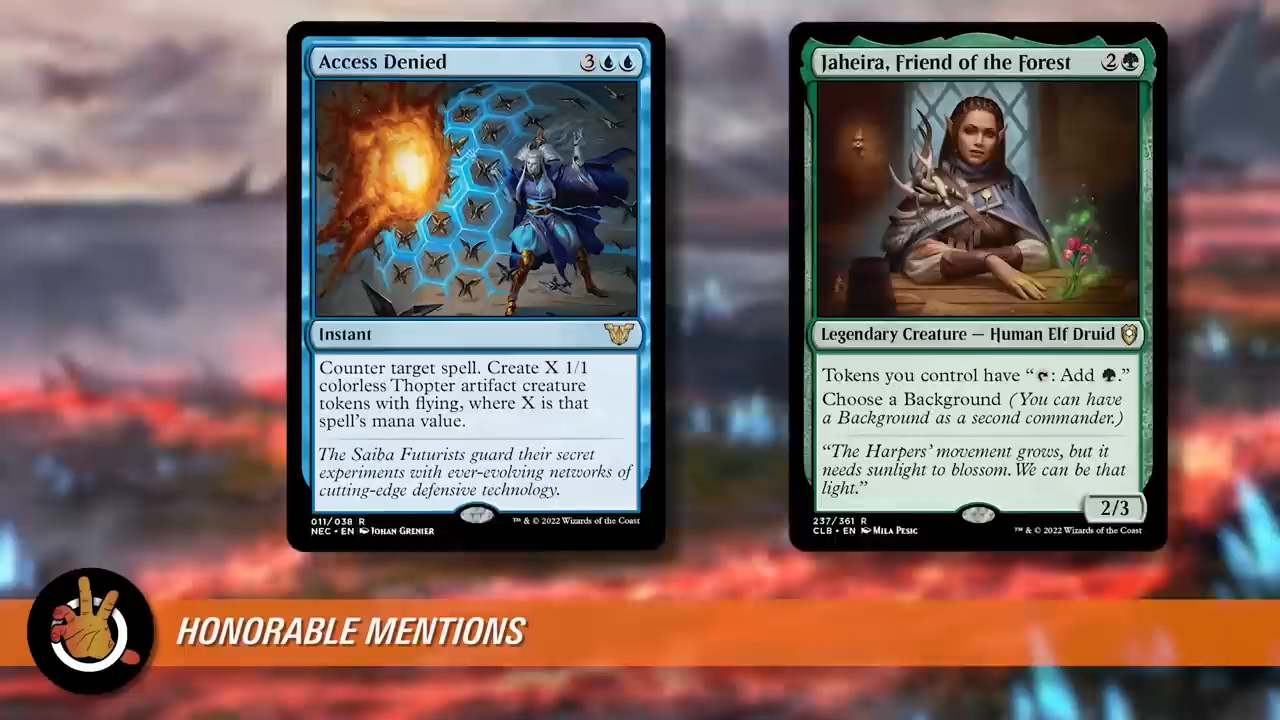 Access Denied 3
Instant
Counter target spell. Create X 1/1
colorless Thopter artifact creature
tokens with flying, where X is that
spell's mana value.
The Saiba Futurists guard their secret
experiments with ever-evolving networks of
cutting-edge defensive technology.
011/038 R
NEC • EN JOHAN GRENIER
™ & © 2022 Wizards of the Coast
Jaheira, Friend of the Forest 2
Legendary Creature — Human Elf Druid
Tokens you control have “: Add .”
Choose a Background (You can have
a Background as a second commander.)
“The Harpers’ movement grows, but it
needs sunlight to blossom. We can be that
light.”
2/3
237/361 R
CLB • EN MILA PESIC
™ & © 2022 Wizards of the Coast
HONORABLE MENTIONS